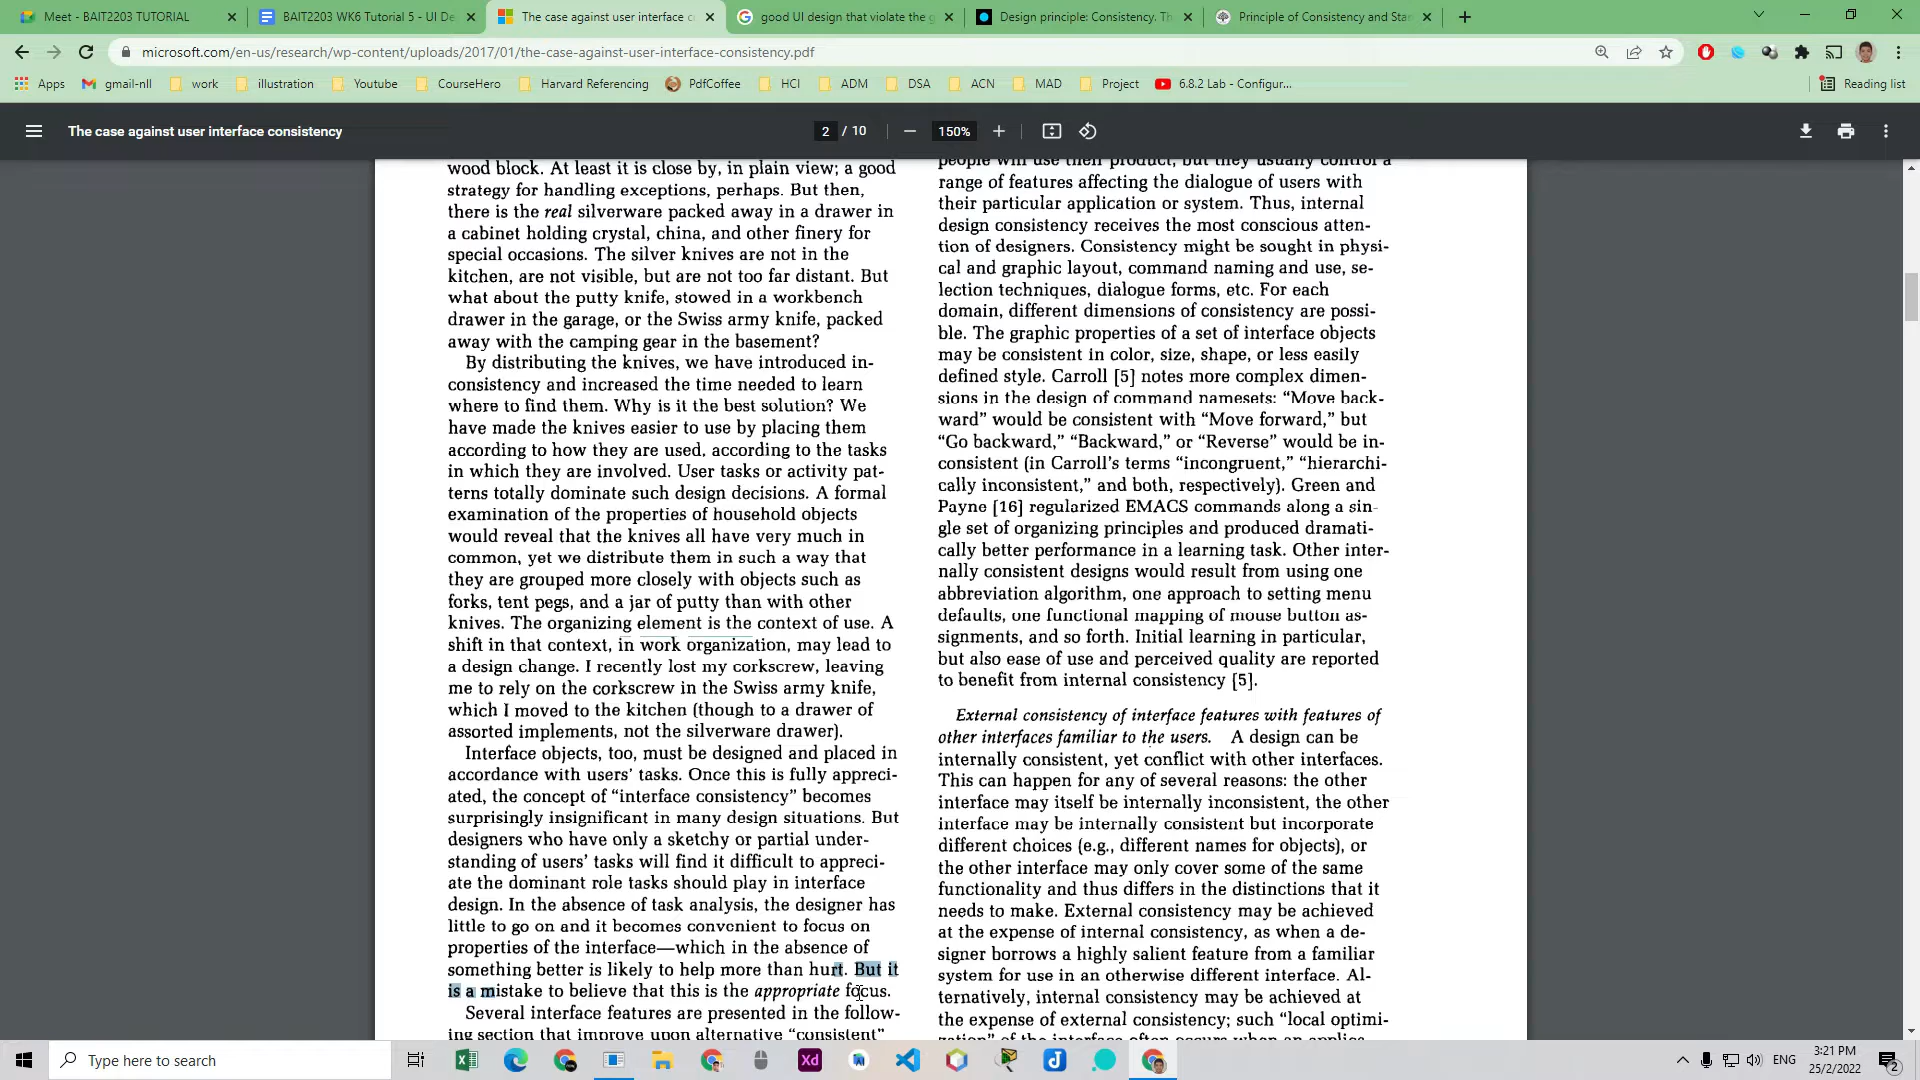 Meet - BAIT2203 TUTORIAL
BAIT2203 WK6 Tutorial 5 - UI De
The case against user interface c
good UI design that violate the g
Design principle: Consistency. Th
Principle of Consistency and Sta
microsoft.com/en-us/research/wp-content/uploads/2017/01/the-case-against-user-interface-consistency.pdf
Apps
gmail-nll
work
illustration
Youtube
CourseHero
Harvard Referencing
PdfCoffee
HCI
ADM
DSA
ACN
MAD
Project
6.8.2 Lab - Configur...
Reading list
The case against user interface consistency
2 / 10
150%
wood block. At least it is close by, in plain view; a good
strategy for handling exceptions, perhaps. But then,
there is the real silverware packed away in a drawer in
a cabinet holding crystal, china, and other finery for
special occasions. The silver knives are not in the
kitchen, are not visible, but are not too far distant. But
what about the putty knife, stowed in a workbench
drawer in the garage, or the Swiss army knife, packed
away with the camping gear in the basement?
By distributing the knives, we have introduced in-
consistency and increased the time needed to learn
where to find them. Why is it the best solution? We
have made the knives easier to use by placing them
according to how they are used, according to the tasks
in which they are involved. User tasks or activity pat-
terns totally dominate such design decisions. A formal
examination of the properties of household objects
would reveal that the knives all have very much in
common, yet we distribute them in such a way that
they are grouped more closely with objects such as
forks, tent pegs, and a jar of putty than with other
knives. The organizing element is the context of use. A
shift in that context, in work organization, may lead to
a design change. I recently lost my corkscrew, leaving
me to rely on the corkscrew in the Swiss army knife,
which I moved to the kitchen (though to a drawer of
assorted implements, not the silverware drawer).
Interface objects, too, must be designed and placed in
accordance with users' tasks. Once this is fully appreci-
ated, the concept of "interface consistency" becomes
surprisingly insignificant in many design situations. But
designers who have only a sketchy or partial under-
standing of users' tasks will find it difficult to appreci-
ate the dominant role tasks should play in interface
design. In the absence of task analysis, the designer has
little to go on and it becomes convenient to focus on
properties of the interface—which in the absence of
something better is likely to help more than hurt. But it
is a mistake to believe that this is the appropriate focus.
Several interface features are presented in the follow-
ing section that improve upon alternative "consistent"
people will use their product, but they usually control a
range of features affecting the dialogue of users with
their particular application or system. Thus, internal
design consistency receives the most conscious atten-
tion of designers. Consistency might be sought in physi-
cal and graphic layout, command naming and use, se-
lection techniques, dialogue forms, etc. For each
domain, different dimensions of consistency are possi-
ble. The graphic properties of a set of interface objects
may be consistent in color, size, shape, or less easily
defined style. Carroll [5] notes more complex dimen-
sions in the design of command namesets: "Move back-
ward" would be consistent with "Move forward," but
"Go backward," "Backward," or "Reverse" would be in-
consistent (in Carroll's terms "incongruent," "hierarchi-
cally inconsistent," and both, respectively). Green and
Payne [16] regularized EMACS commands along a sin-
gle set of organizing principles and produced dramati-
cally better performance in a learning task. Other inter-
nally consistent designs would result from using one
abbreviation algorithm, one approach to setting menu
defaults, one functional mapping of mouse button as-
signments, and so forth. Initial learning in particular,
but also ease of use and perceived quality are reported
to benefit from internal consistency [5].
External consistency of interface features with features of
other interfaces familiar to the users. A design can be
internally consistent, yet conflict with other interfaces.
This can happen for any of several reasons: the other
interface may itself be internally inconsistent, the other
interface may be internally consistent but incorporate
different choices (e.g., different names for objects), or
the other interface may only cover some of the same
functionality and thus differs in the distinctions that it
needs to make. External consistency may be achieved
at the expense of internal consistency, as when a de-
signer borrows a highly salient feature from a familiar
system for use in an otherwise different interface. Al-
ternatively, internal consistency may be achieved at
the expense of external consistency; such "local optimi-
zation" of the interface often occurs when an applica-
Type here to search
Xd
ENG
3:21 PM
25/2/2022
2